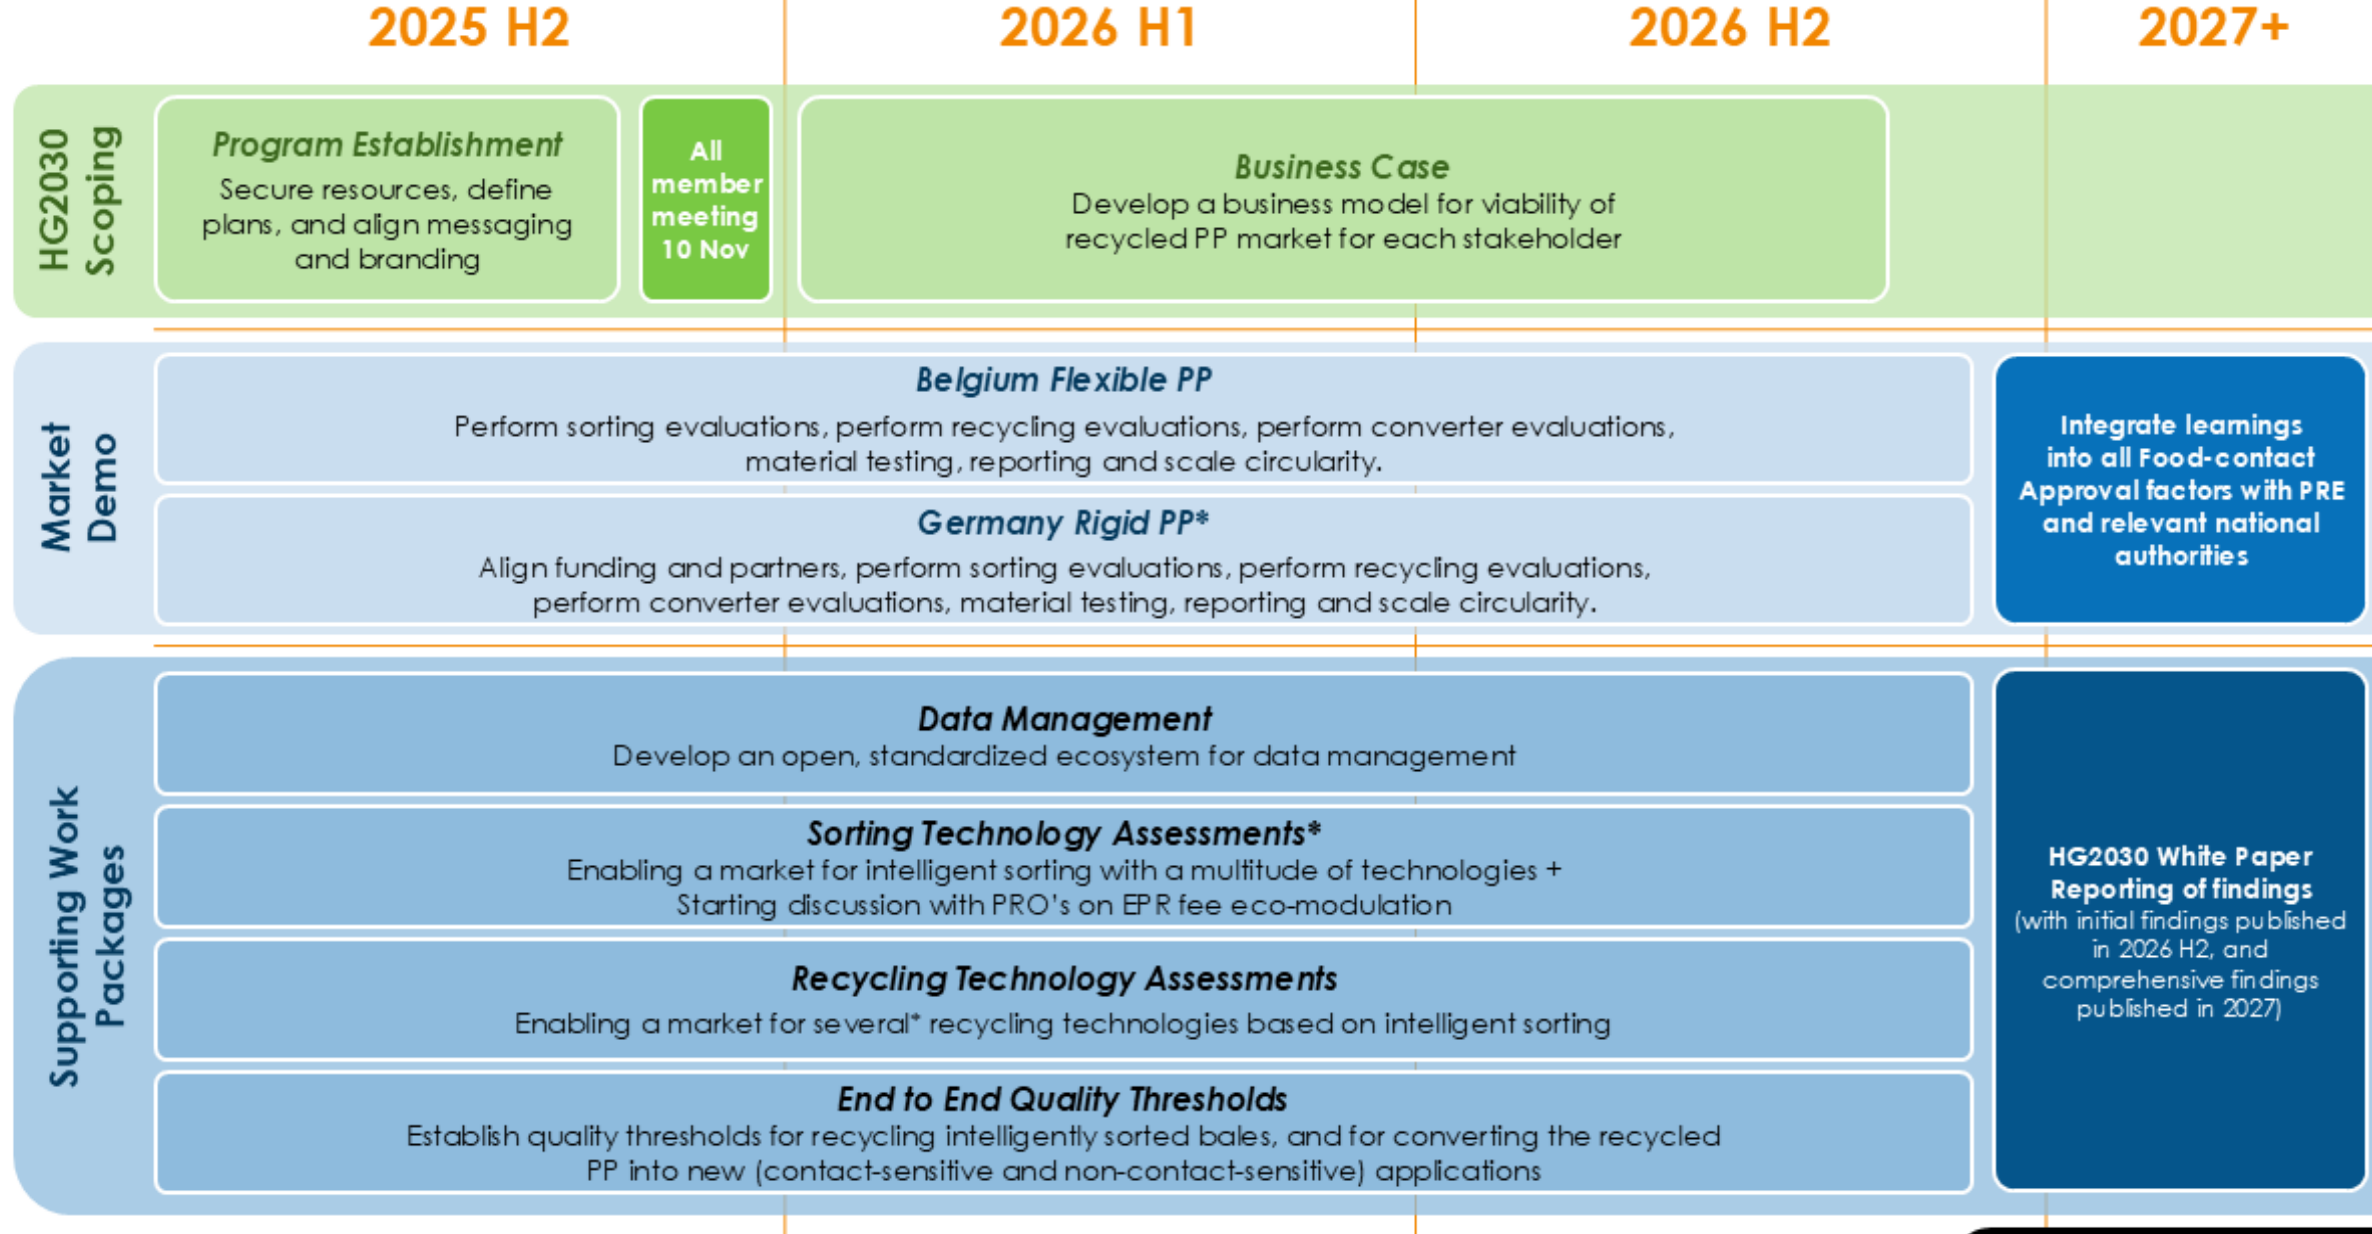 2025 H2
2026 H1
2026 H2
2027+
HG2030
Scoping
Program Establishment
Secure resources, define
plans, and align messaging
and branding
All
member
meeting
10 Nov
Business Case
Develop a business model for viability of
recycled PP market for each stakeholder
Market
Demo
Belgium Flexible PP
Perform sorting evaluations, perform recycling evaluations, perform converter evaluations,
material testing, reporting and scale circularity.
Germany Rigid PP*
Align funding and partners, perform sorting evaluations, perform recycling evaluations,
perform converter evaluations, material testing, reporting and scale circularity.
Integrate learnings
into all Food-contact
Approval factors with PRE
and relevant national
authorities
Supporting Work
Packages
Data Management
Develop an open, standardized ecosystem for data management
Sorting Technology Assessments*
Enabling a market for intelligent sorting with a multitude of technologies +
Starting discussion with PRO's on EPR fee eco-modulation
Recycling Technology Assessments
Enabling a market for several* recycling technologies based on intelligent sorting
End to End Quality Thresholds
Establish quality thresholds for recycling intelligently sorted bales, and for converting the recycled
PP into new (contact-sensitive and non-contact-sensitive) applications
HG2030 White Paper
Reporting of findings
(with initial findings published
in 2026 H2, and
comprehensive findings
published in 2027)